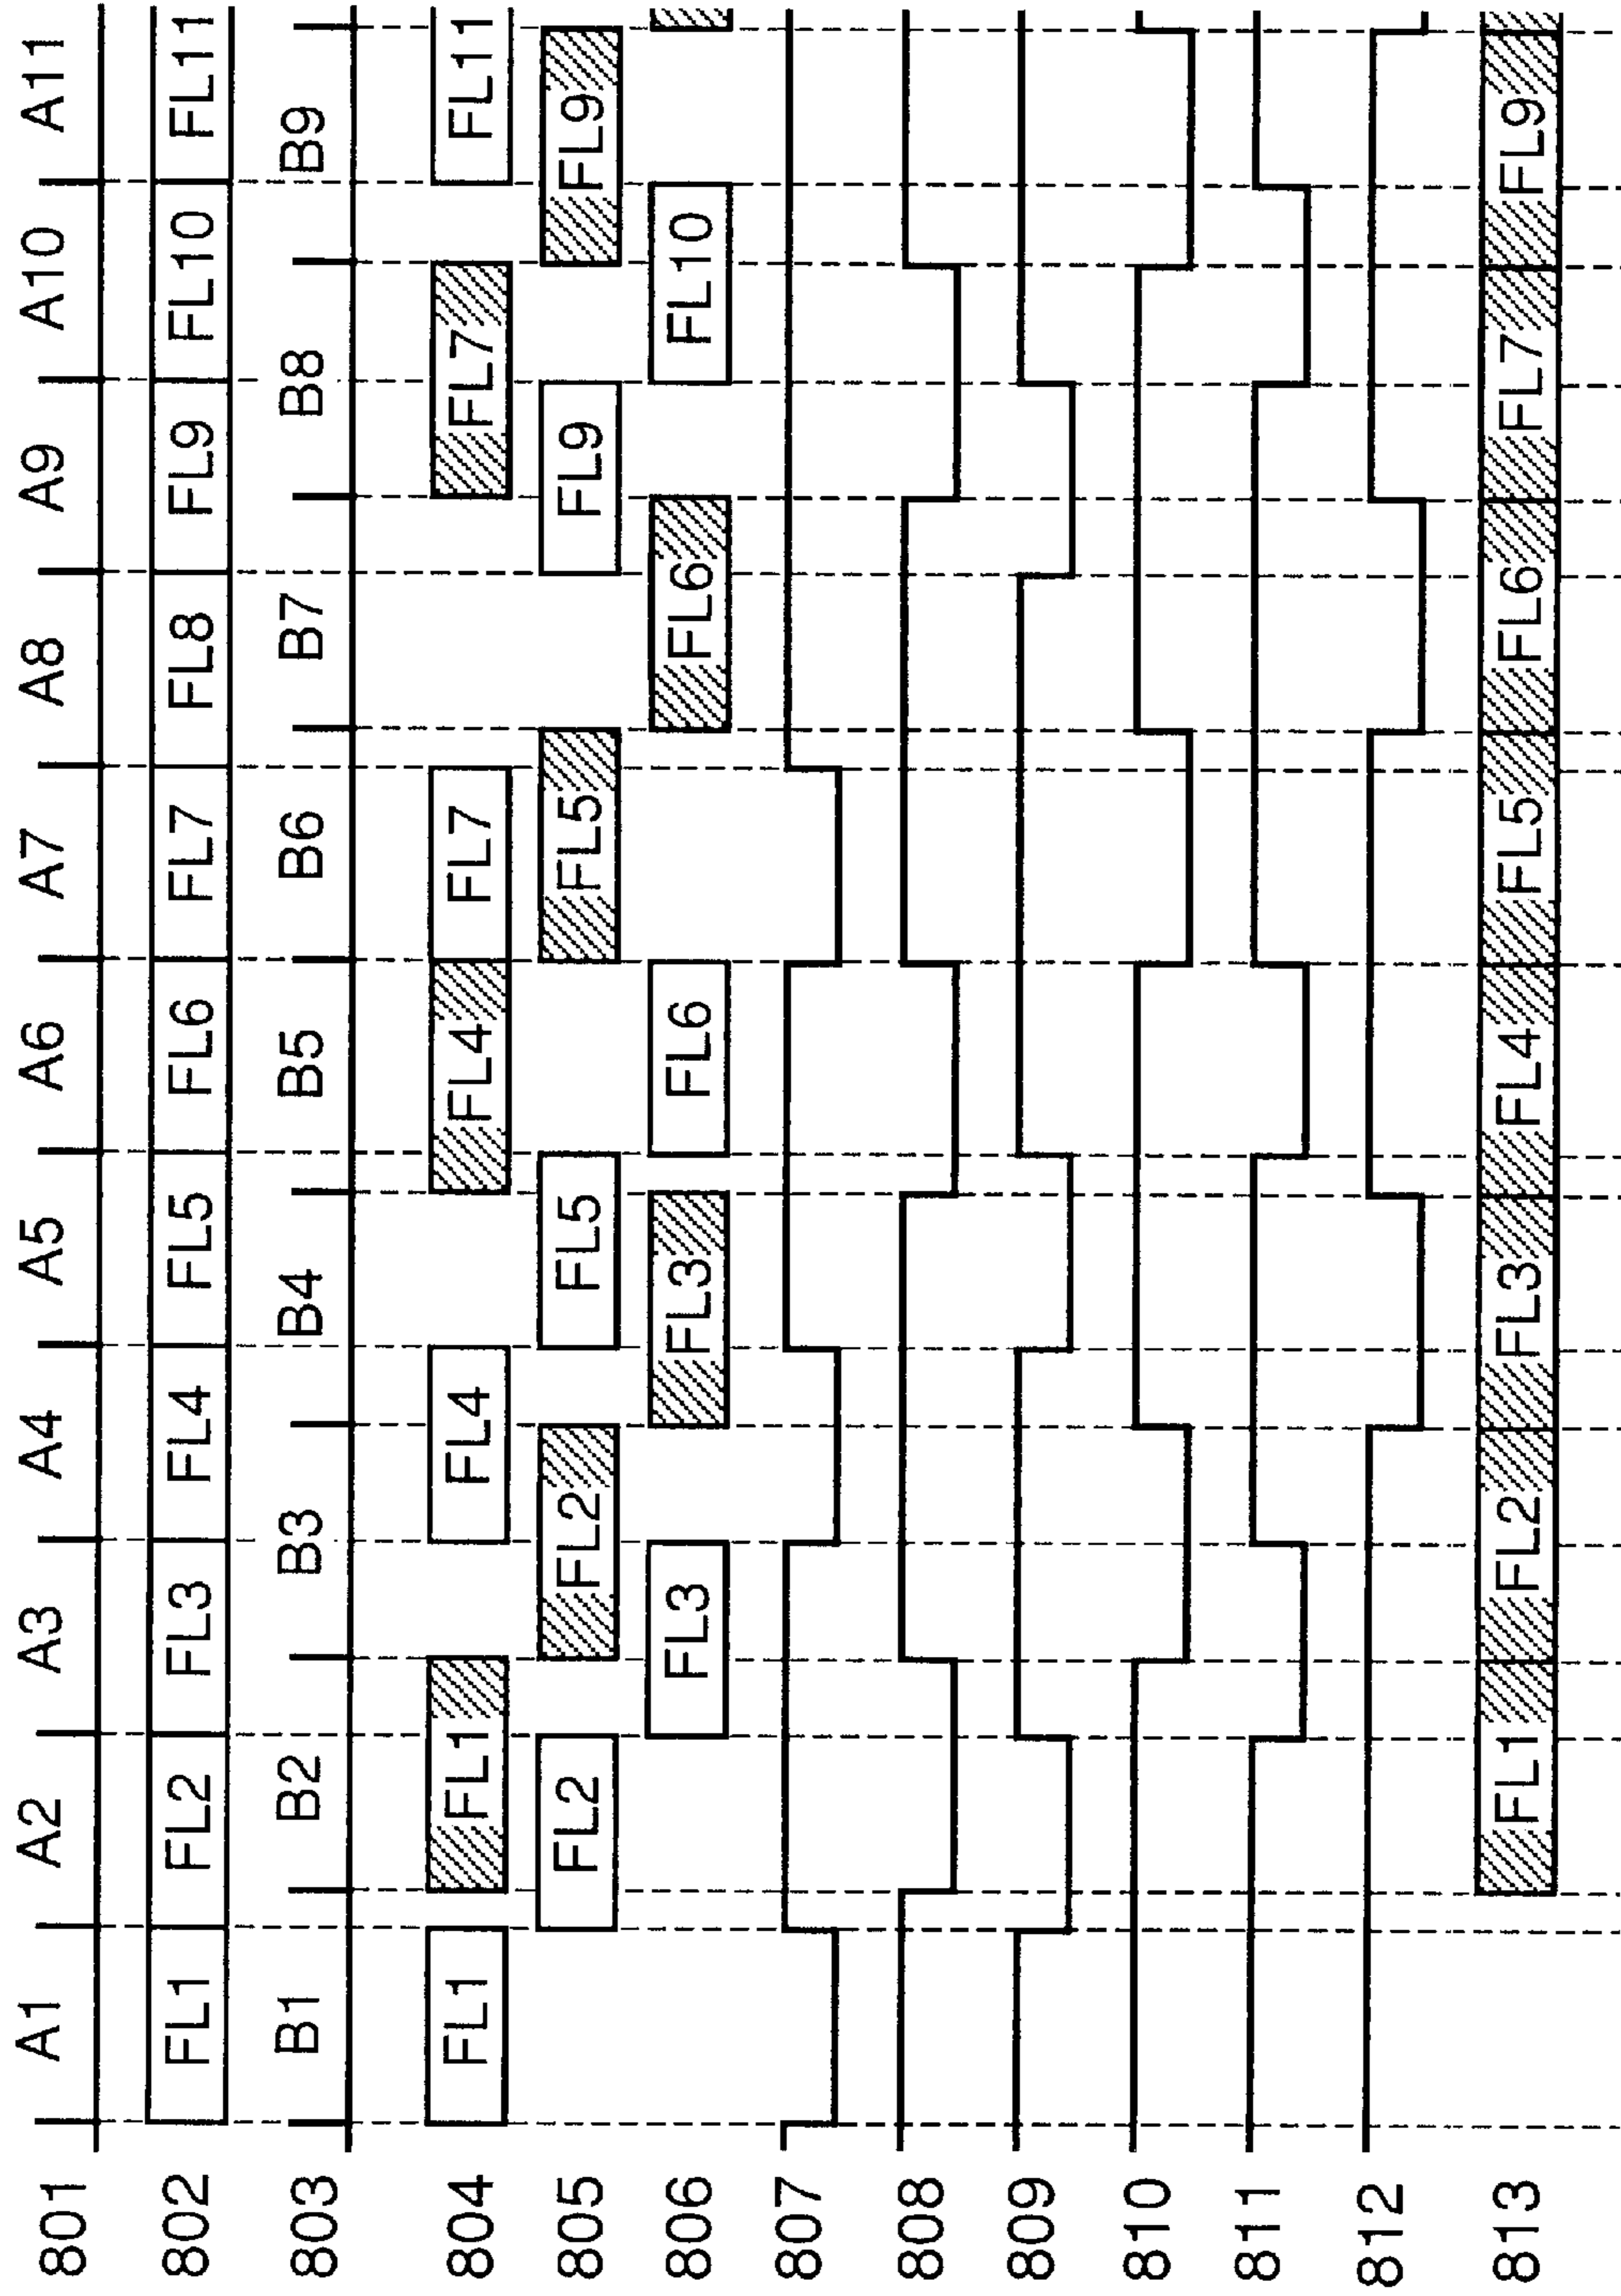 801 A1 A2 A3 A4 A5 A6 A7 A8 A9 A10 A11
802 FL1 FL2 FL3 FL4 FL5 FL6 FL7 FL8 FL9 FL10 FL11
803 B1 B2 B3 B4 B5 B6 B7 B8 B9
804 FL1 FL1 FL4 FL4 FL7 FL7 FL11
805 FL2 FL2 FL5 FL5 FL9 FL9
806 FL3 FL3 FL6 FL6 FL10
807
808
809
810
811
812
813 FL1 FL2 FL3 FL4 FL5 FL6 FL7 FL9